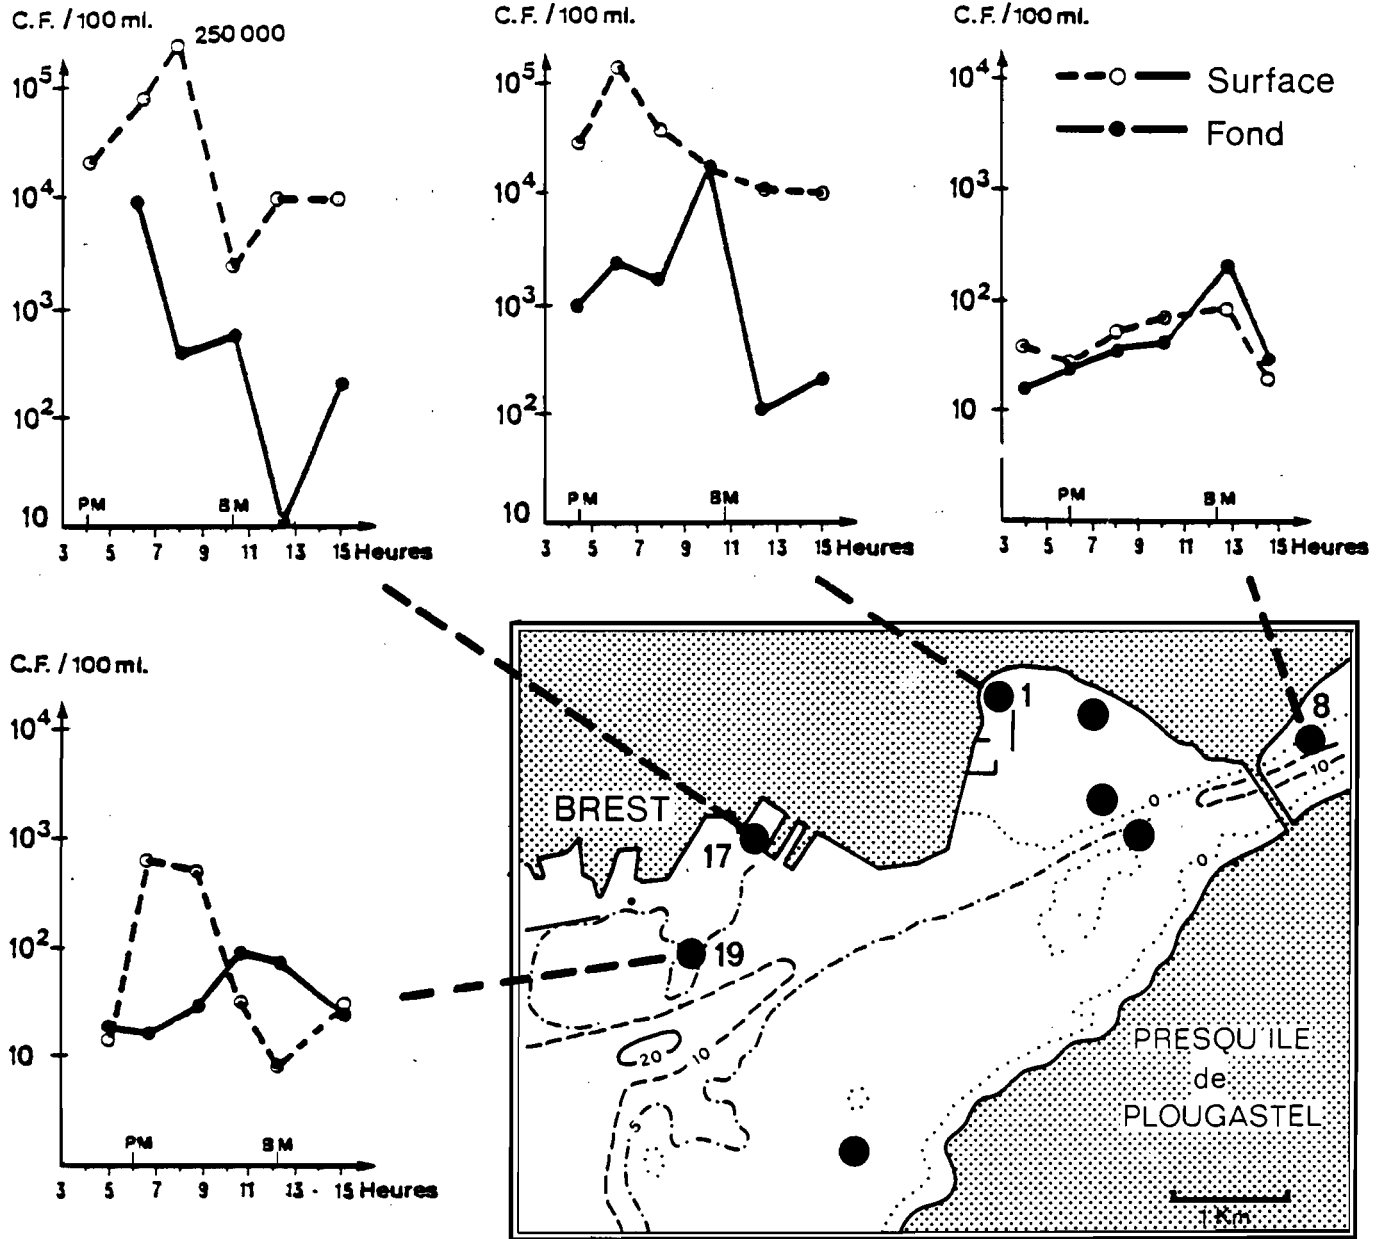 C.F. / 100 ml.
250 000
10⁵
10⁴
10³
10²
10
PM
BM
3 5 7 9 11 13 15 Heures
C.F. / 100 ml.
10⁵
10⁴
10³
10²
10
PM
BM
3 5 7 9 11 13 15 Heures
C.F. / 100 ml.
10⁴
10³
10²
10
Surface
Fond
PM
BM
3 5 7 9 11 13 15 Heures
C.F. / 100 ml.
10⁴
10³
10²
10
PM
BM
3 5 7 9 11 13 15 Heures
1
8
10
0
BREST
17
0
19
20
10
5
PRESQU'ILE
de
PLOUGASTEL
1 Km